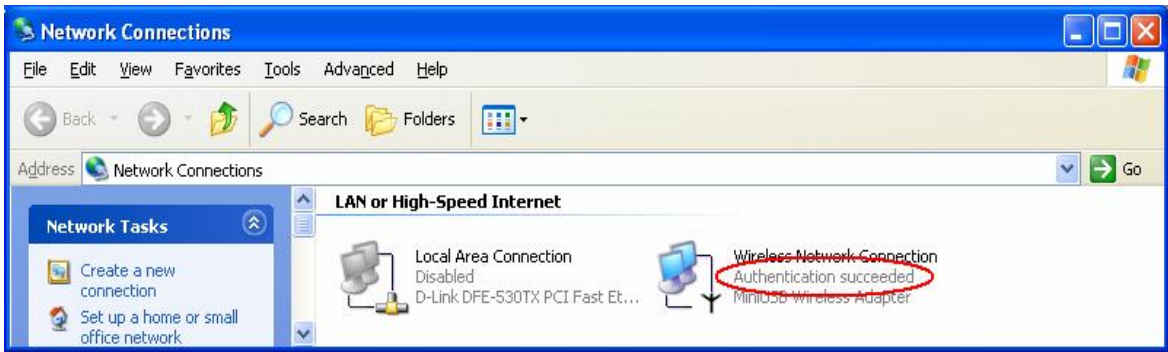 Network Connections
File Edit View Favorites Tools Advanced Help
Back Search Folders
Address Network Connections Go
Network Tasks
Create a new
connection
Set up a home or small
office network
LAN or High-Speed Internet
Local Area Connection
Disabled
D-Link DFE-530TX PCI Fast Et...
Wireless Network Connection
Authentication succeeded
MiniUSB Wireless Adapter